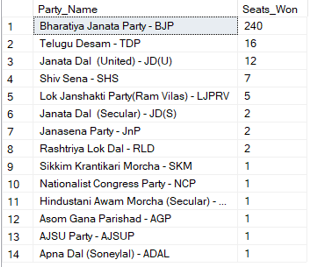 Party_Name Seats_Won
1 Bharatiya Janata Party - BJP 240
2 Telugu Desam - TDP 16
3 Janata Dal (United) - JD(U) 12
4 Shiv Sena - SHS 7
5 Lok Janshakti Party(Ram Vilas) - LJPRV 5
6 Janata Dal (Secular) - JD(S) 2
7 Janasena Party - JnP 2
8 Rashtriya Lok Dal - RLD 2
9 Sikkim Krantikari Morcha - SKM 1
10 Nationalist Congress Party - NCP 1
11 Hindustani Awam Morcha (Secular) - ... 1
12 Asom Gana Parishad - AGP 1
13 AJSU Party - AJSUP 1
14 Apna Dal (Soneylal) - ADAL 1